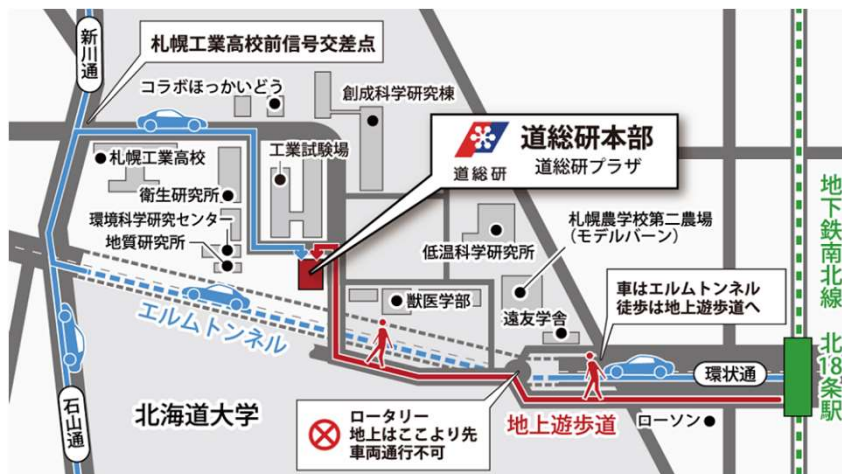 新川通
札幌工業高校前信号交差点
コラボほっかいどう
創成科学研究棟
道総研
道総研本部
道総研プラザ
札幌工業高校
工業試験場
衛生研究所
環境科学研究センター
地質研究所
低温科学研究所
札幌農学校第二農場
(モデルバーン)
地下鉄南北線 北18条駅
獣医学部
遠友学舎
車はエルムトンネル
徒歩は地上遊歩道へ
エルムトンネル
環状通
石山通
北海道大学
ロータリー
地上はここより先
車両通行不可
地上遊歩道
ローソン